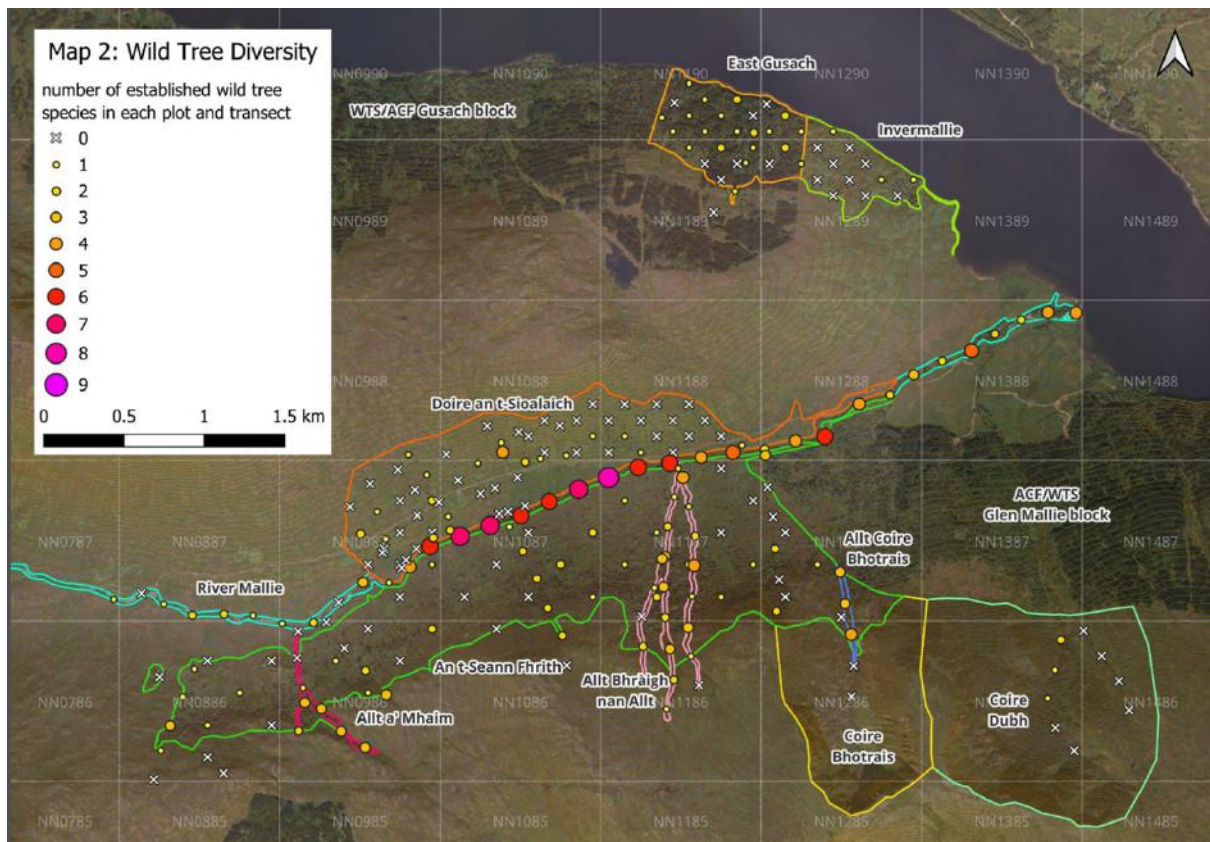 Map 2: Wild Tree Diversity
number of established wild tree
species in each plot and transect
0
1
2
3
4
5
6
7
8
9
0 0.5 1 1.5 km
East Gusach
NN0990 NN1090 NN1190 NN1290 NN1390 NN1490
WTS/ACF Gusach block
Invermallie
NN0989 NN1089 NN1189 NN1289 NN1389 NN1489
NN0988 NN1088 NN1188 NN1288 NN1388 NN1488
Doire an t-Sioalaich
ACF/WTS
Glen Mallie block
NN0787 NN0887 NN0987 NN1087 NN1187 NN1287 NN1387 NN1487
Allt Coire
Bhotrais
River Mallie
An t-Seann Fhrith
Allt Bhràigh
nan Allt
NN0786 NN0886 NN0986 NN1086 NN1186 NN1286 NN1386 NN1486
Coire
Dubh
Allt a' Mhaim
Coire
Bhotrais
NN0785 NN0885 NN0985 NN1085 NN1185 NN1285 NN1385 NN1485